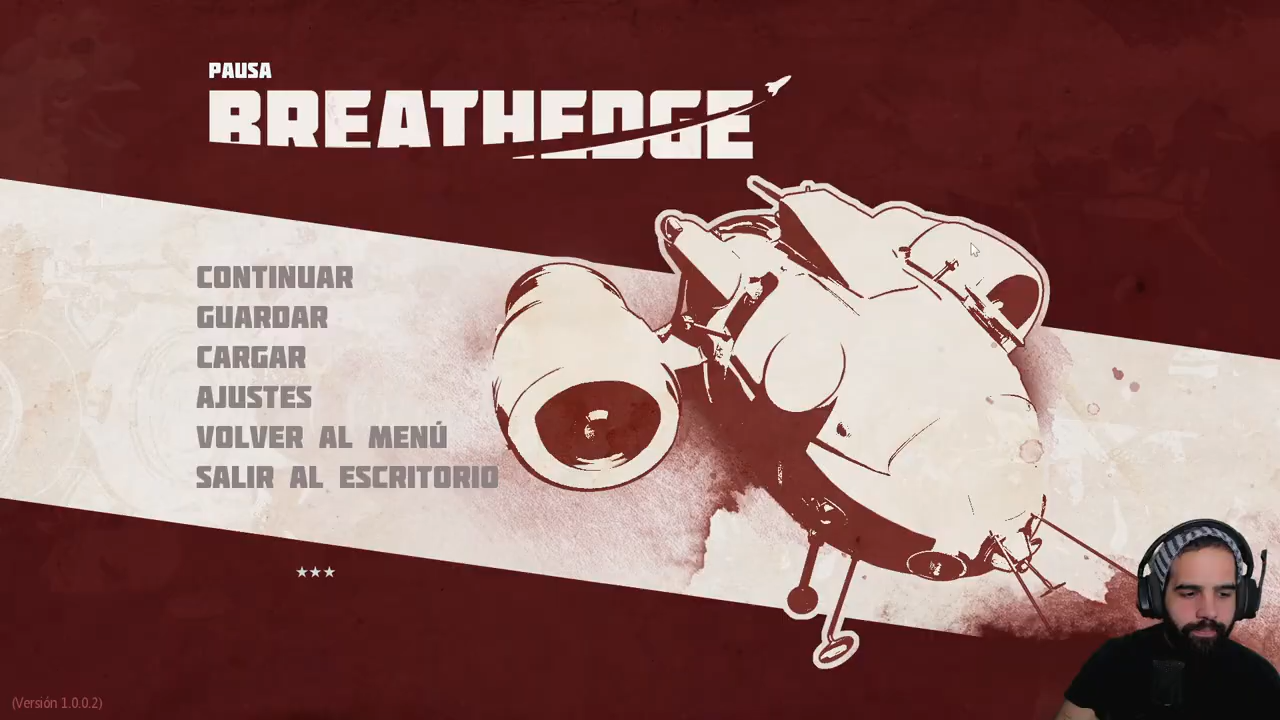 PAUSA
BREATHEDGE
CONTINUAR
GUARDAR
CARGAR
AJUSTES
VOLVER AL MENÚ
SALIR AL ESCRITORIO
(Versión 1.0.0.2)